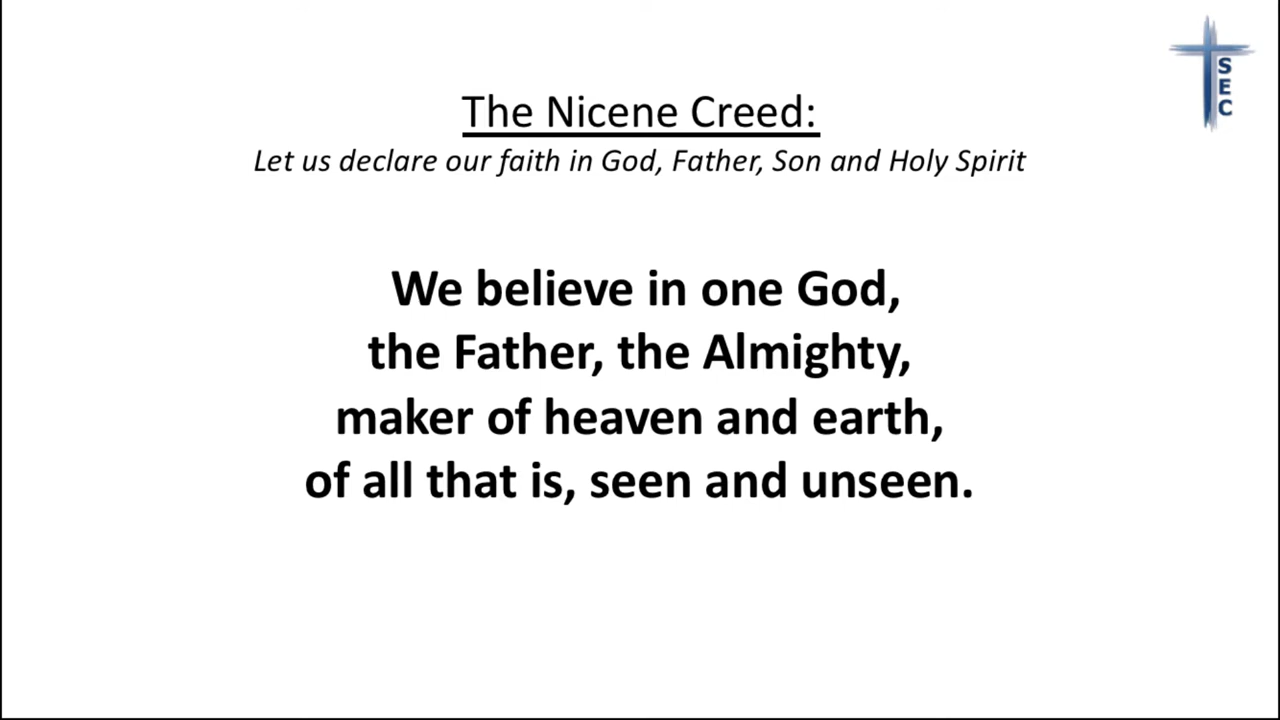 The Nicene Creed:
Let us declare our faith in God, Father, Son and Holy Spirit
We believe in one God,
the Father, the Almighty,
maker of heaven and earth,
of all that is, seen and unseen.
S
E
C